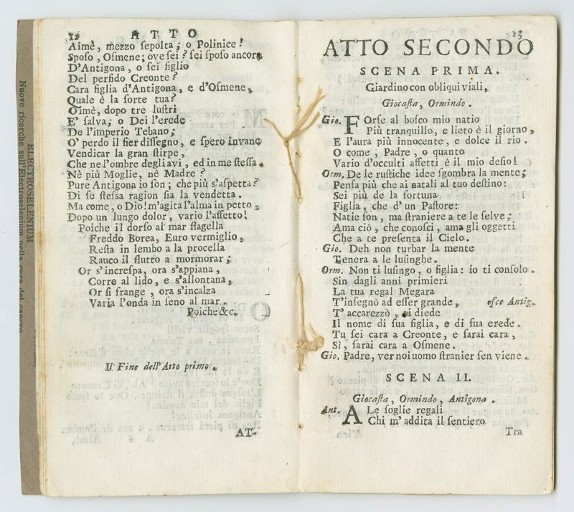 12 ATTO
Aimè, mezzo sepolta; o Polinice!
Sposo, Osmene; ove sei? sei sposo ancora
D'Antigona, o sei figlio
Del perfido Creonte?
Cara figlia d'Antigona, e d'Osmene,
Quale è la sorte tua?
Oimè, dopo tre lustri
E' salva; o Dei l'erede
De l'imperio Tebano;
O' perdo il fier disegno, e spero invano
Vendicar la gran stirpe,
Che ne l'ombre degli avi, ed in me stessa.
Nè più Moglie, nè Madre?
Pure Antigona io son; che più s'aspetta?
Di se stessa ragion sia la vendetta.
Ma come, o Dio! m'agita l'alma in petto,
Dopo un lungo dolor, vario l'affetto!
Poiche il dorso al mar flagella
Freddo Borea, Euro vermiglio,
Resta in lembo a la procella
Rauco il flutto a mormorar;
Or s'increspa, ora s'appiana,
Corre al lido, e s'allontana,
Or si frange, ora s'incalza
Varia l'onda in seno al mar.
Poiche &c.
Il Fine dell'Atto primo.
AT-
ELECTROSELENIUM
Nuove ricerche sull'Electroselenium nella cura del cancro
13
ATTO SECONDO
SCENA PRIMA.
Giardino con obliqui viali,
Giocasta, Ormindo.
Gio. Forse al bosco mio natio
Più tranquillo, e lieto è il giorno,
E l'aura più innocente, e dolce il rio.
O come, Padre, o quanto
Vario d'occulti affetti è il mio desio!
Orm. De le rustiche idee sgombra la mente;
Pensa più che ai natali al tuo destino:
Sei più de la fortuna
Figlia, che d'un Pastore:
Natie son, ma straniere a te le selve;
Ama ciò, che conosci, ama gli oggetti
Che a te presenta il Cielo.
Gio. Deh non turbar la mente
Tenera a le lusinghe.
Orm. Non ti lusingo, o figlia: io ti consolo.
Sin dagli anni primieri
La tua regal Megara
T'insegnò ad esser grande, esce Antig.
T'accarezzò, ti diede
Il nome di sua figlia, e di sua erede.
Tu sei cara a Creonte, e sarai cara,
Sì, sarai cara a Osmene.
Gio. Padre, ver noi uomo stranier sen viene.
SCENA II.
Giocasta, Ormindo, Antigona.
Ant. A Le soglie regali
Chi m'addita il sentiero
Tra